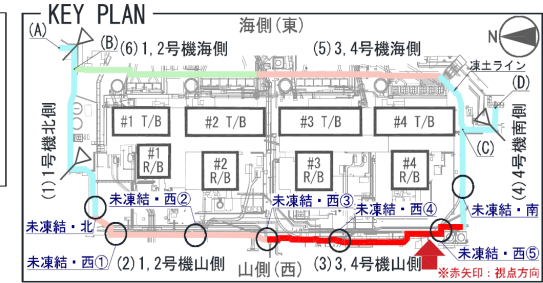 KEY PLAN
海側(東)
N
(A)
(B)
(6)1,2号機海側
(5)3,4号機海側
凍土ライン
(D)
#1 T/B
#2 T/B
#3 T/B
#4 T/B
(C)
(1)1号機北側
#1
R/B
#2
R/B
#3
R/B
#4
R/B
(4)4号機南側
未凍結・西②
未凍結・西③
未凍結・西④
未凍結・南
未凍結・北
未凍結・西①
(2)1,2号機山側
山側(西)
(3)3,4号機山側
未凍結・西⑤
※赤矢印:視点方向